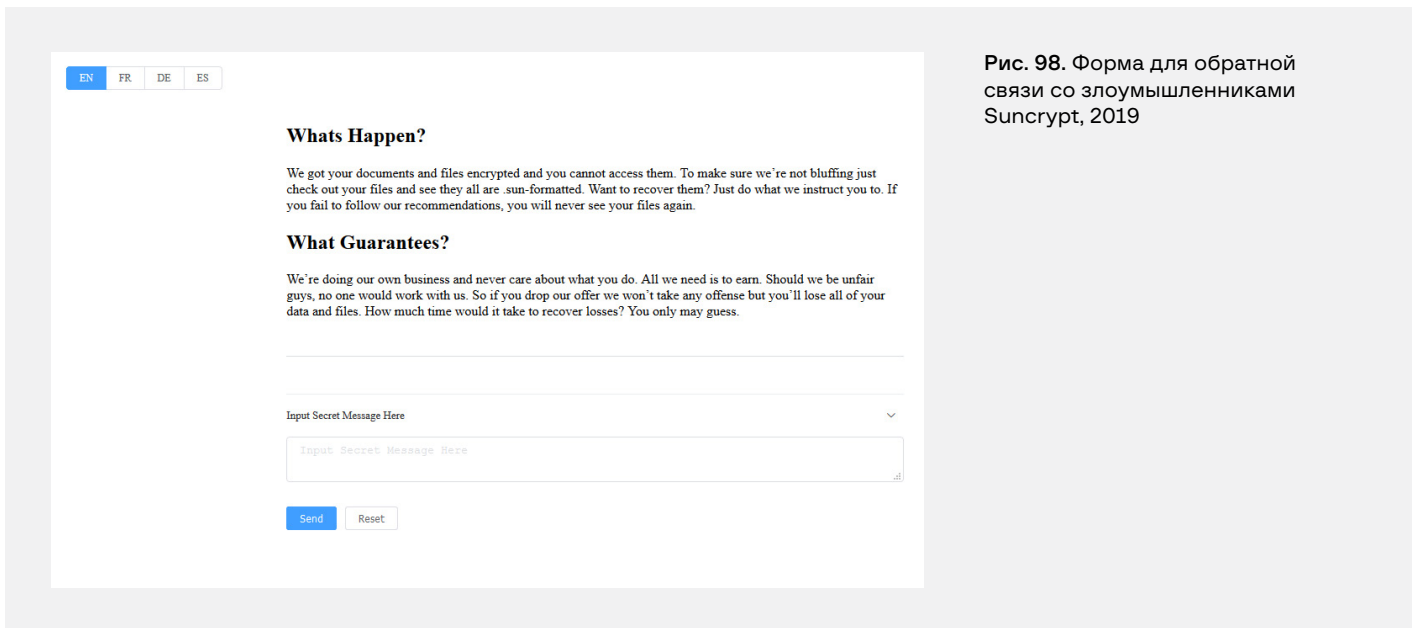 EN FR DE ES
Whats Happen?
We got your documents and files encrypted and you cannot access them. To make sure we’re not bluffing just
check out your files and see they all are .sun-formatted. Want to recover them? Just do what we instruct you to. If
you fail to follow our recommendations, you will never see your files again.
What Guarantees?
We’re doing our own business and never care about what you do. All we need is to earn. Should we be unfair
guys, no one would work with us. So if you drop our offer we won’t take any offense but you’ll lose all of your
data and files. How much time would it take to recover losses? You only may guess.
Input Secret Message Here
Input Secret Message Here
Send Reset
Рис. 98. Форма для обратной
связи со злоумышленниками
Suncrypt, 2019